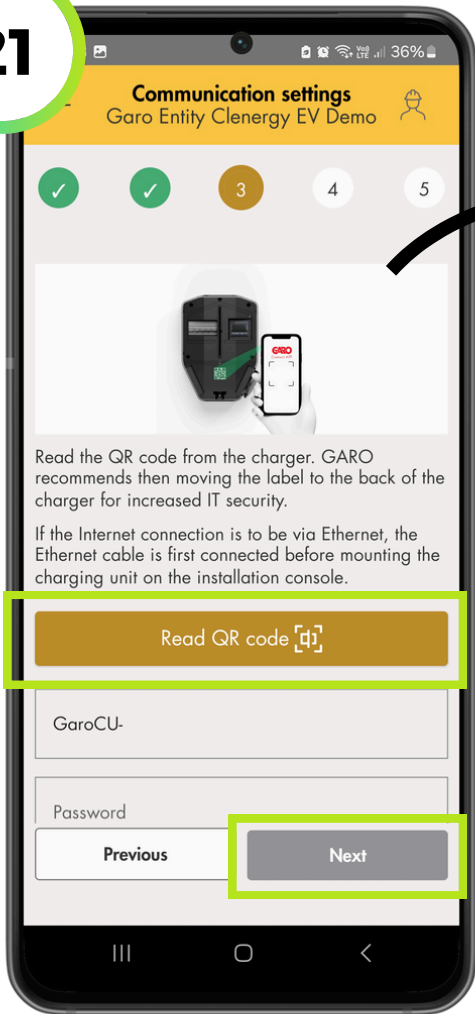 21
36%
Communication settings
Garo Entity Clenergy EV Demo
3
4
5
GARO
Connect APP
Read the QR code from the charger. GARO
recommends then moving the label to the back of the
charger for increased IT security.
If the Internet connection is to be via Ethernet, the
Ethernet cable is first connected before mounting the
charging unit on the installation console.
Read QR code
GaroCU-
Password
Previous
Next